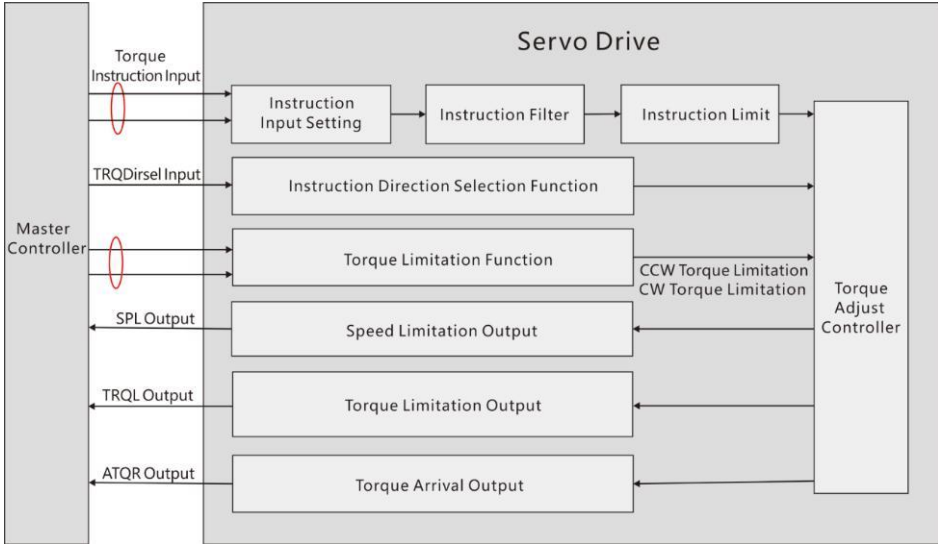 Servo Drive
Torque
Instruction Input
Instruction
Input Setting
Instruction Filter
Instruction Limit
TRQDirsel Input
Instruction Direction Selection Function
Master
Controller
Torque Limitation Function
CCW Torque Limitation
CW Torque Limitation
Torque
Adjust
Controller
SPL Output
Speed Limitation Output
TRQL Output
Torque Limitation Output
ATQR Output
Torque Arrival Output